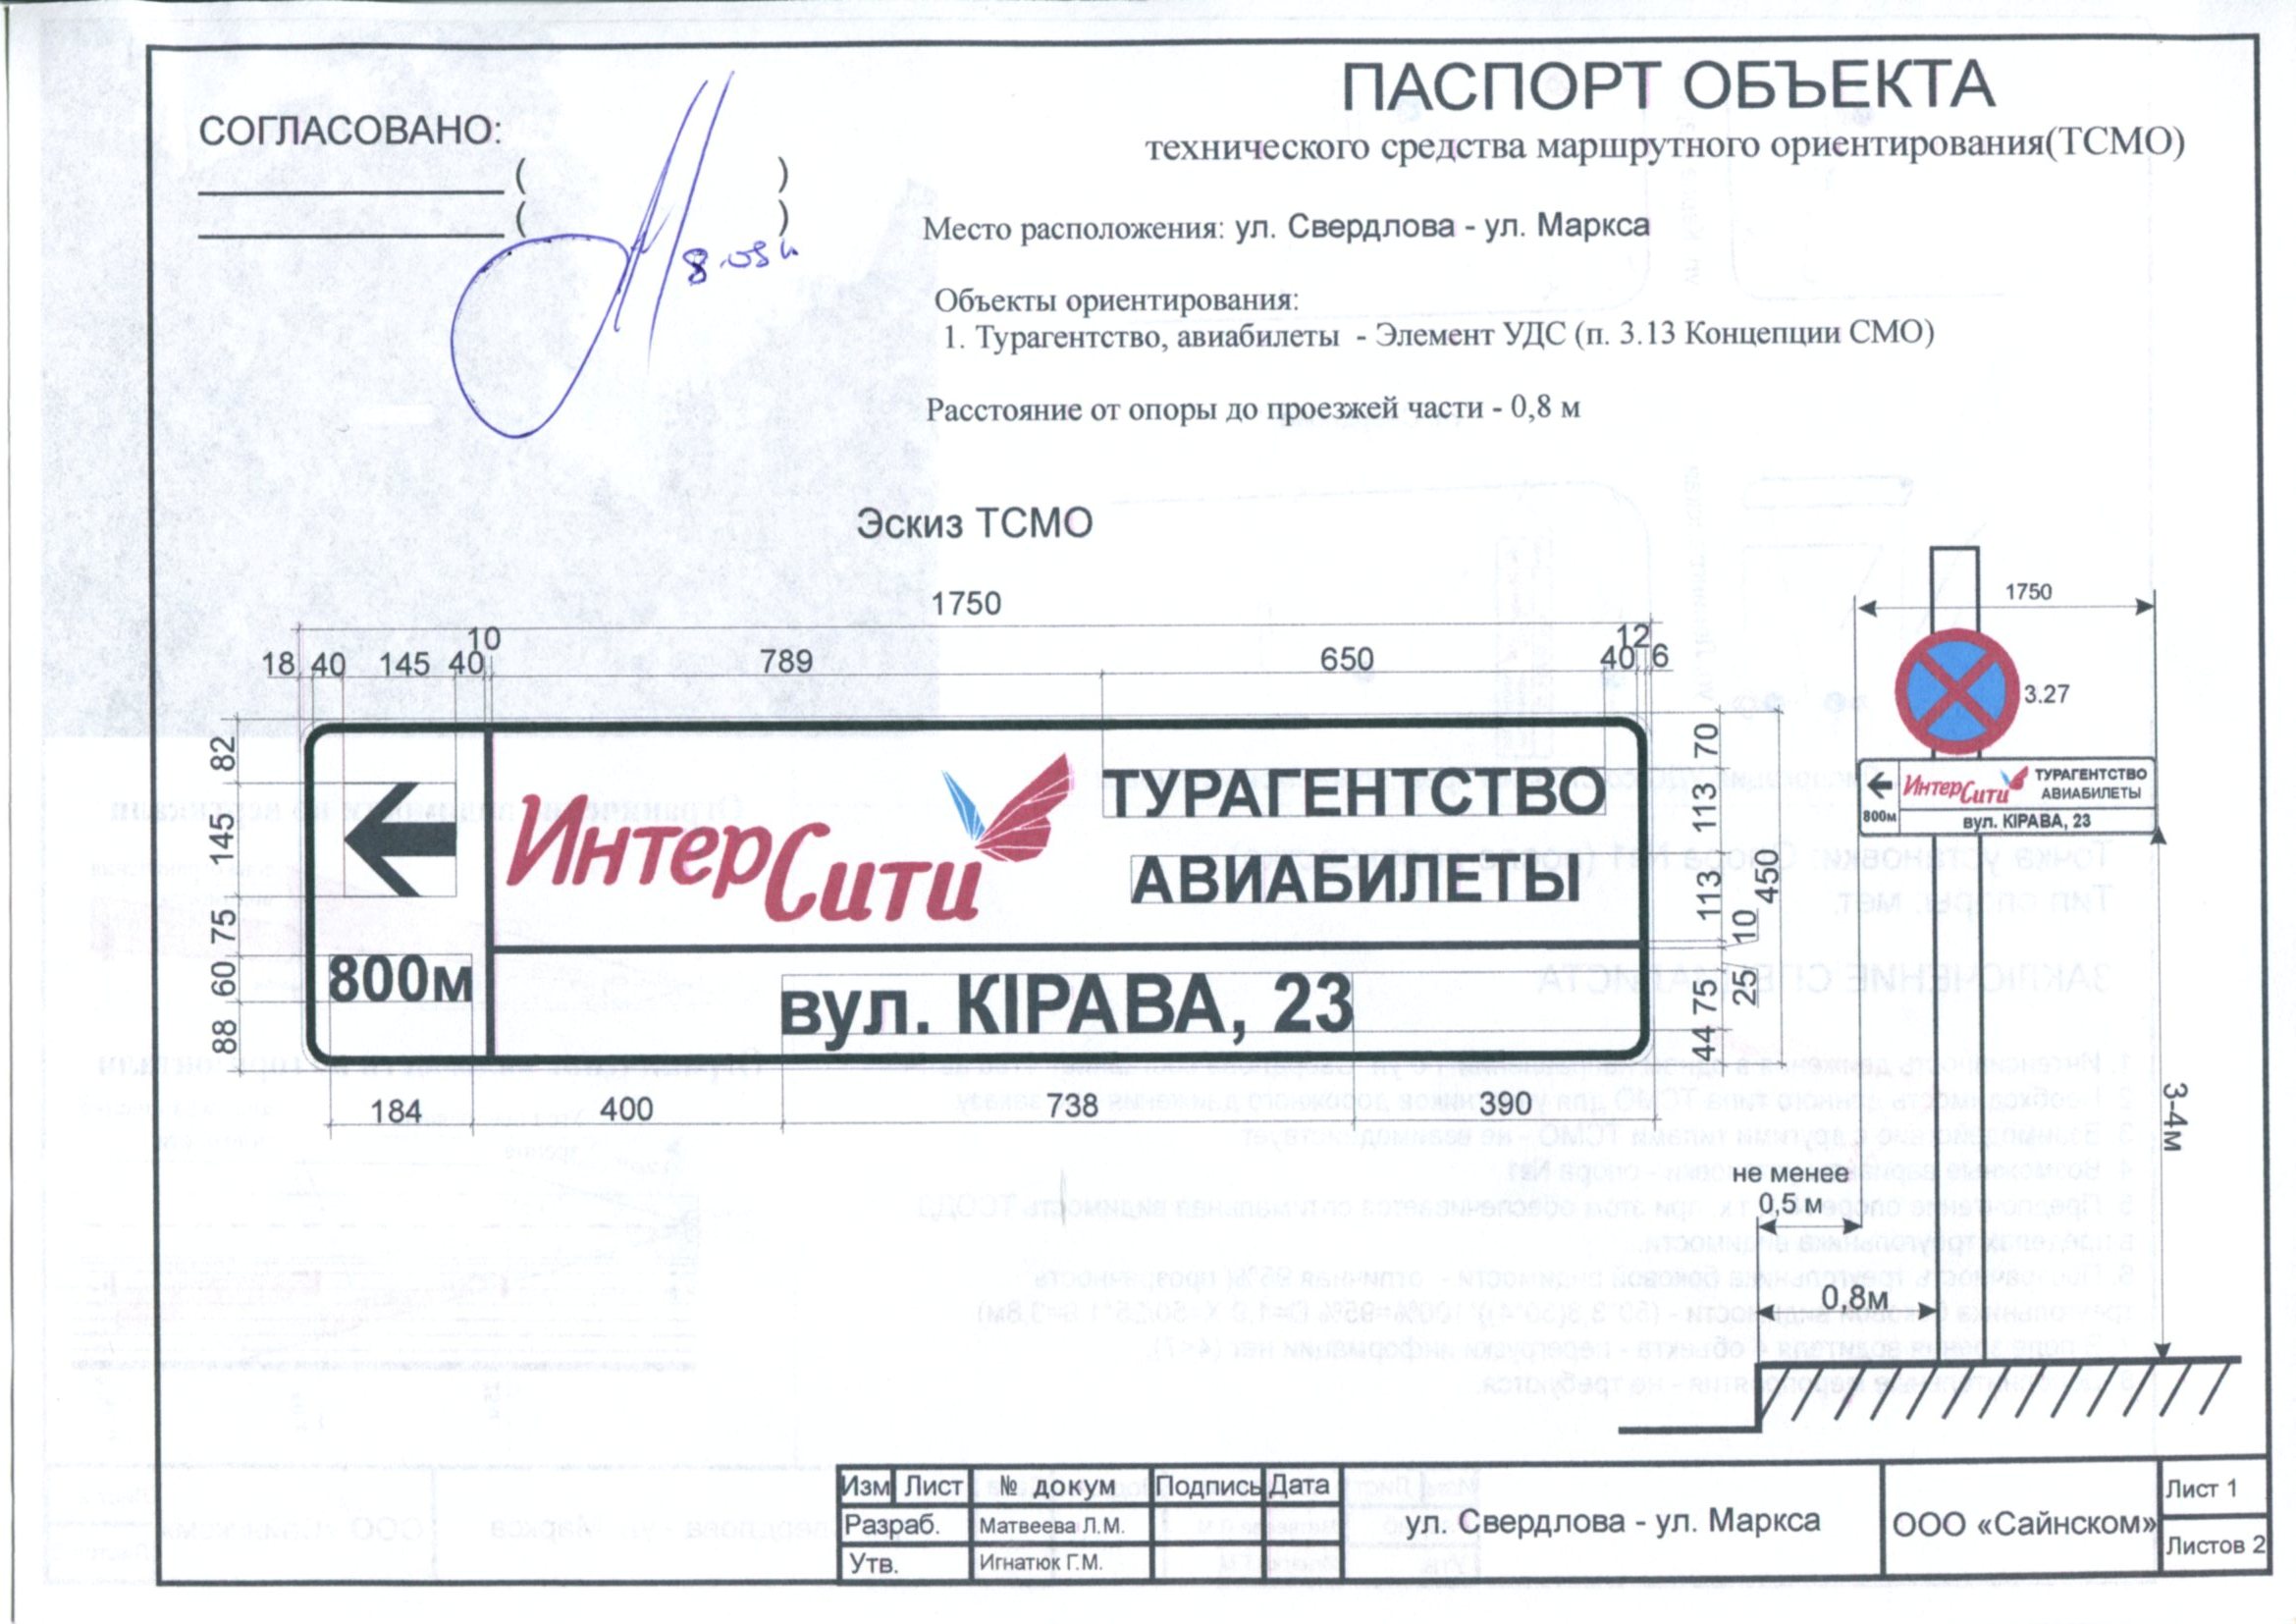 ПАСПОРТ ОБЪЕКТА
технического средства маршрутного ориентирования(ТСМО)
СОГЛАСОВАНО:
( )
( )
Место расположения: ул. Свердлова - ул. Маркса
Объекты ориентирования:
1. Турагентство, авиабилеты - Элемент УДС (п. 3.13 Концепции СМО)
Расстояние от опоры до проезжей части - 0,8 м
Эскиз ТСМО
1750
10
12
18 40 145 40 789 650 40 6
82
145
75
60
88
ИнтерСити
ТУРАГЕНТСТВО
АВИАБИЛЕТЫ
800м
вул. КІРАВА, 23
70
113
113
10
75
25
44
450
184 400 738 390
1750
3.27
ИнтерСити
ТУРАГЕНТСТВО
АВИАБИЛЕТЫ
800м
вул. КІРАВА, 23
3-4м
не менее
0,5 м
0,8м
Изм Лист № докум Подпись Дата
Разраб. Матвеева Л.М.
Утв. Игнатюк Г.М.
ул. Свердлова - ул. Маркса
ООО «Сайнском»
Лист 1
Листов 2